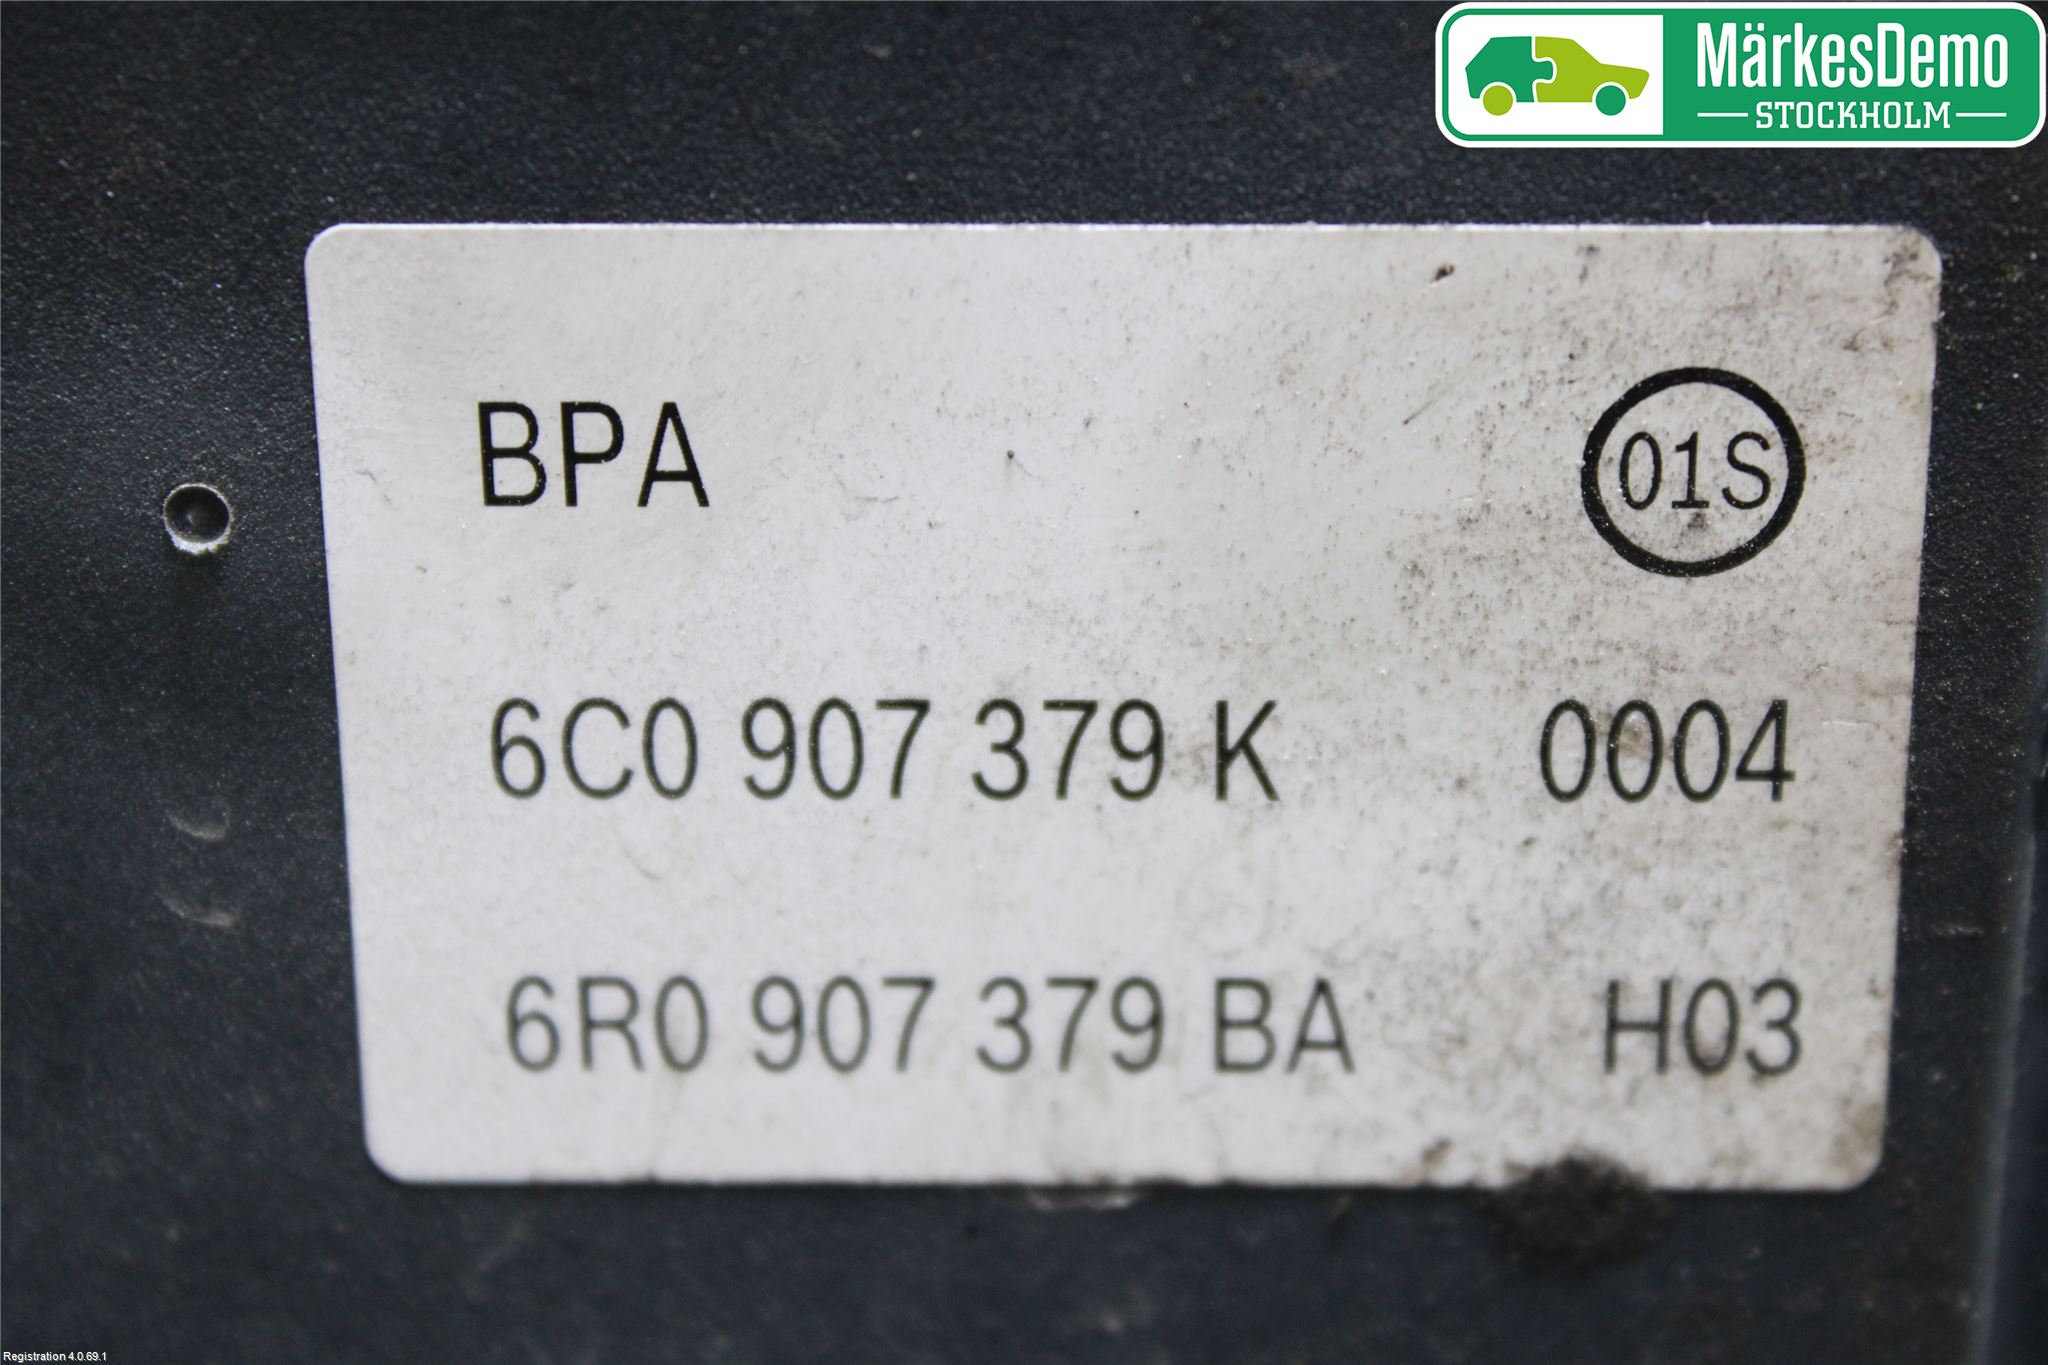 MärkesDemo
STOCKHOLM
BPA
01S
6C0 907 379 K 0004
6R0 907 379 BA H03
Registration 4.0.69.1